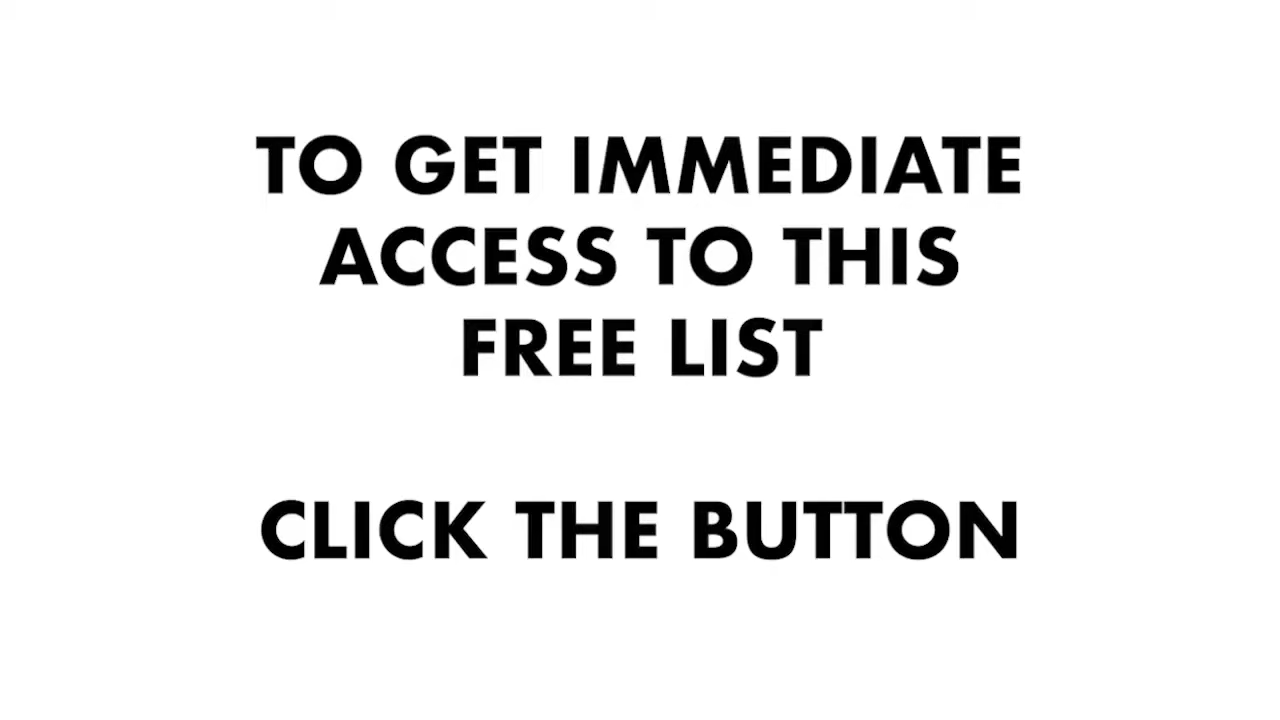 TO GET IMMEDIATE
ACCESS TO THIS
FREE LIST
CLICK THE BUTTON